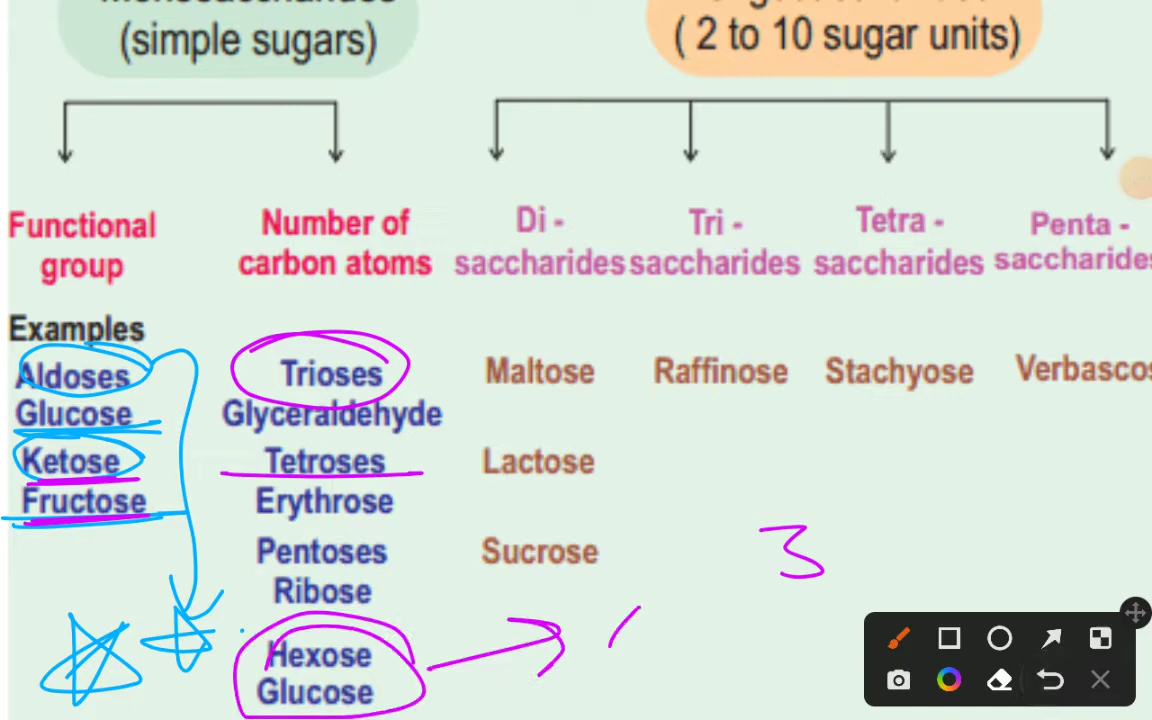 (simple sugars)
( 2 to 10 sugar units)
Functional group
Number of carbon atoms
Di - saccharides
Tri - saccharides
Tetra - saccharides
Penta - saccharides
Examples
Aldoses
Glucose
Ketose
Fructose
Trioses
Glyceraldehyde
Tetroses
Erythrose
Pentoses
Ribose
Hexose
Glucose
Maltose
Lactose
Sucrose
Raffinose
Stachyose
Verbascos
3